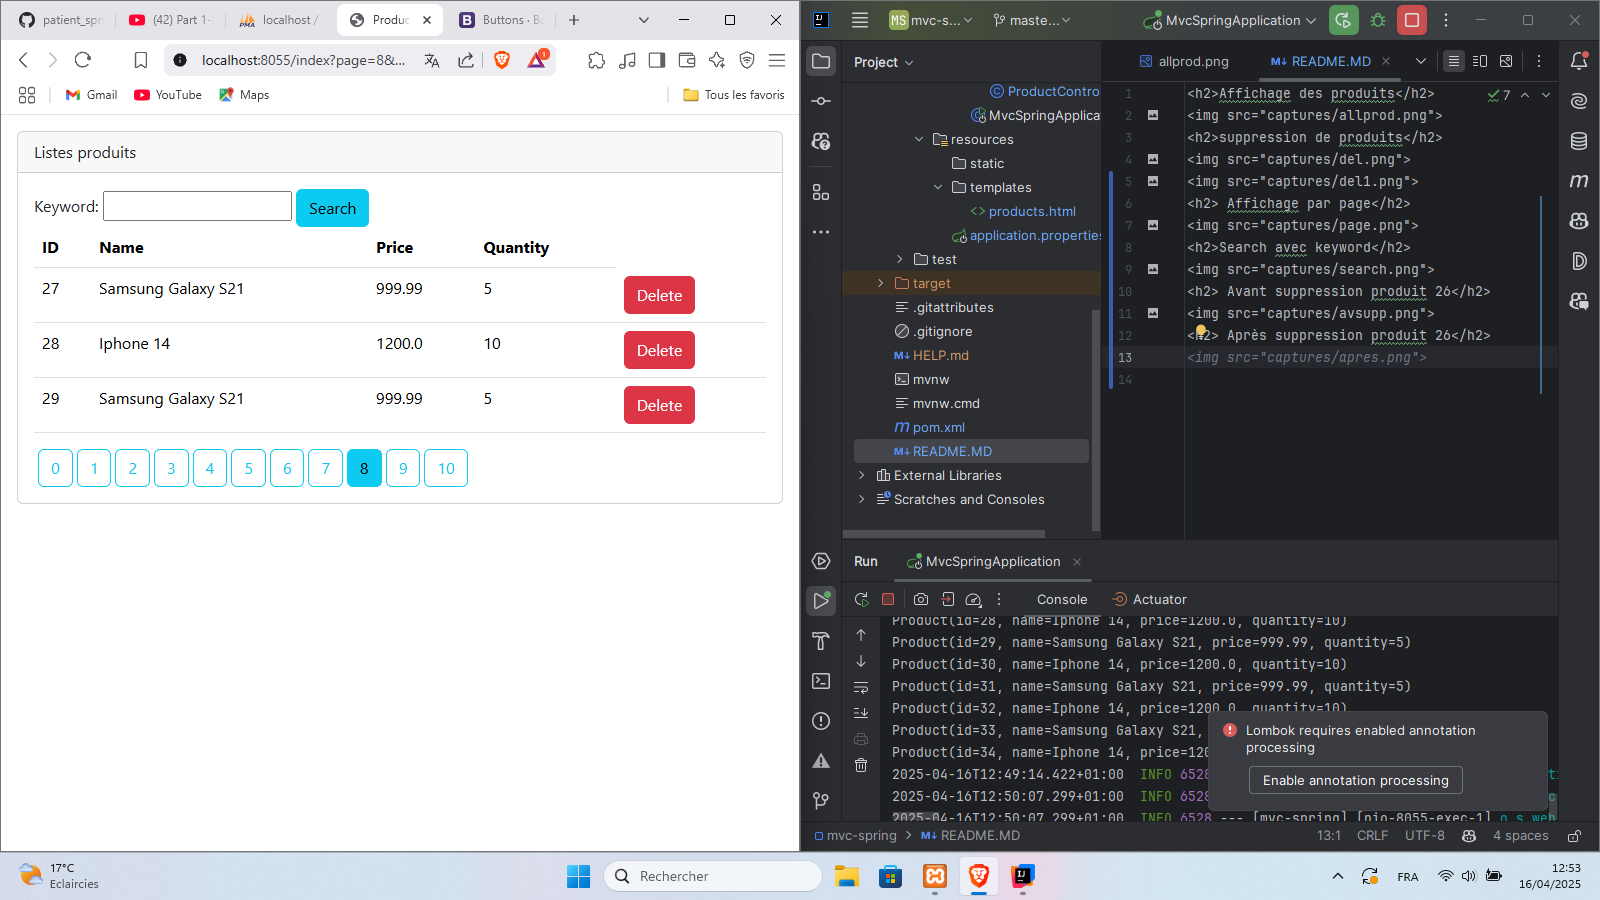 patient_spr
(42) Part 1-
localhost /
Produc
Buttons · Bo
localhost:8055/index?page=8&...
1
Gmail
YouTube
Maps
Tous les favoris
Listes produits
Keyword:
Search
ID Name Price Quantity
27 Samsung Galaxy S21 999.99 5 Delete
28 Iphone 14 1200.0 10 Delete
29 Samsung Galaxy S21 999.99 5 Delete
0 1 2 3 4 5 6 7 8 9 10
MS mvc-s...
maste...
MvcSpringApplication
Project
ProductContro
MvcSpringApplica
resources
static
templates
products.html
application.properties
test
target
.gitattributes
.gitignore
HELP.md
mvnw
mvnw.cmd
pom.xml
README.MD
External Libraries
Scratches and Consoles
allprod.png
README.MD
7
1 <h2>Affichage des produits</h2>
2 <img src="captures/allprod.png">
3 <h2>suppression de produits</h2>
4 <img src="captures/del.png">
5 <img src="captures/del1.png">
6 <h2> Affichage par page</h2>
7 <img src="captures/page.png">
8 <h2>Search avec keyword</h2>
9 <img src="captures/search.png">
10 <h2> Avant suppression produit 26</h2>
11 <img src="captures/avsupp.png">
12 <h2> Après suppression produit 26</h2>
13 <img src="captures/apres.png">
14
Run
MvcSpringApplication
Console
Actuator
Product(id=28, name=Iphone 14, price=1200.0, quantity=10)
Product(id=29, name=Samsung Galaxy S21, price=999.99, quantity=5)
Product(id=30, name=Iphone 14, price=1200.0, quantity=10)
Product(id=31, name=Samsung Galaxy S21, price=999.99, quantity=5)
Product(id=32, name=Iphone 14, price=1200.0, quantity=10)
Product(id=33, name=Samsung Galaxy S21,
Product(id=34, name=Iphone 14, price=120
2025-04-16T12:49:14.422+01:00 INFO 6528
2025-04-16T12:50:07.299+01:00 INFO 6528
2025-04-16T12:50:07.299+01:00 INFO 6528 --- [mvc-spring] [nio-8055-exec-1] o.s.web
Lombok requires enabled annotation
processing
Enable annotation processing
mvc-spring
README.MD
13:1
CRLF
UTF-8
4 spaces
17°C
Eclaircies
Rechercher
FRA
12:53
16/04/2025